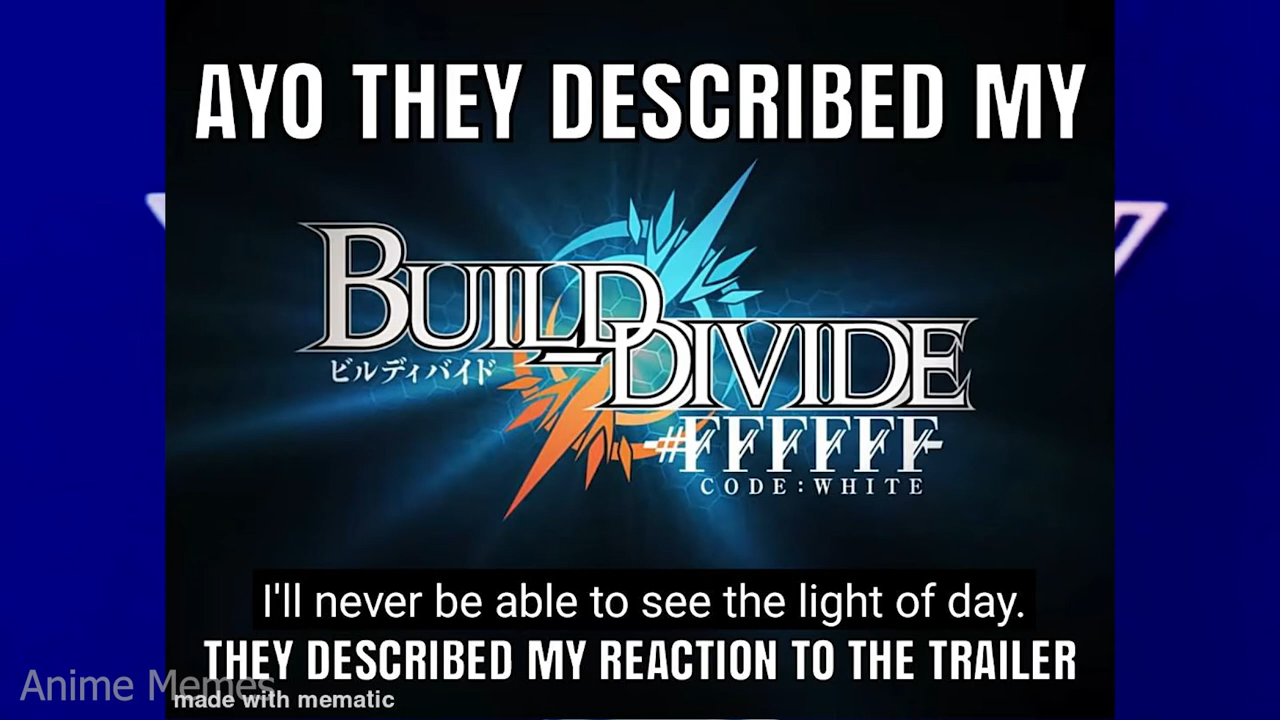 AYO THEY DESCRIBED MY
BUILD DIVIDE
ビルディバイド
-#FFFFFF-
CODE:WHITE
I'll never be able to see the light of day.
THEY DESCRIBED MY REACTION TO THE TRAILER
Anime Memes
made with mematic